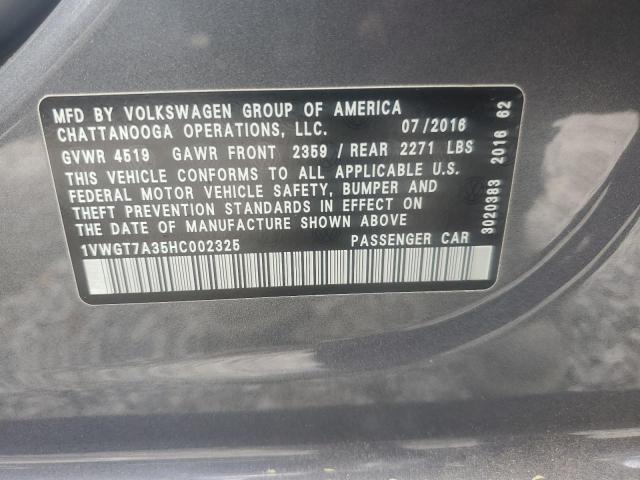 MFD BY VOLKSWAGEN GROUP OF AMERICA
CHATTANOOGA OPERATIONS, LLC. 07/2016
GVWR 4519 GAWR FRONT 2359 / REAR 2271 LBS
THIS VEHICLE CONFORMS TO ALL APPLICABLE U.S.
FEDERAL MOTOR VEHICLE SAFETY, BUMPER AND
THEFT PREVENTION STANDARDS IN EFFECT ON
THE DATE OF MANUFACTURE SHOWN ABOVE
1VWGT7A35HC002325 PASSENGER CAR
3020383 2016 62